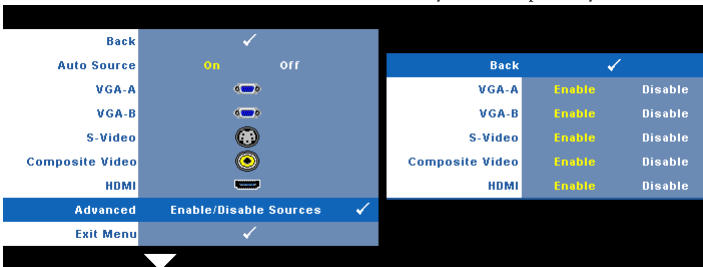 Back
Auto Source On Off
VGA-A
VGA-B
S-Video
Composite Video
HDMI
Advanced Enable/Disable Sources
Exit Menu
Back
VGA-A Enable Disable
VGA-B Enable Disable
S-Video Enable Disable
Composite Video Enable Disable
HDMI Enable Disable